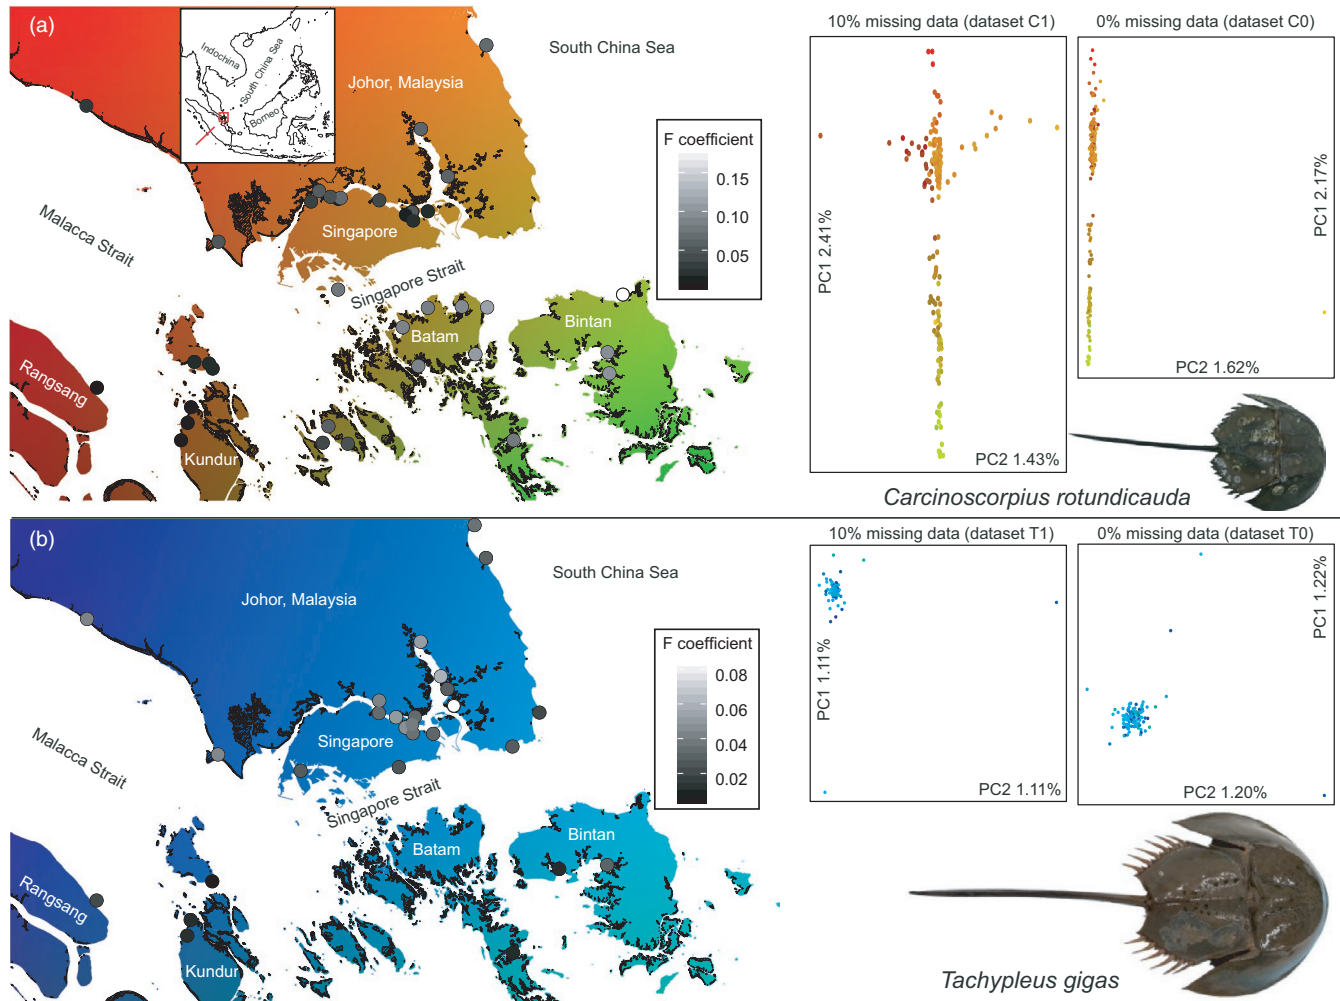 (a)
Indochina
South China Sea
Borneo
South China Sea
Johor, Malaysia
F coefficient
0.15
0.10
0.05
Malacca Strait
Singapore
Singapore Strait
Batam
Bintan
Rangsang
Kundur
10% missing data (dataset C1)
PC1 2.41%
PC2 1.43%
0% missing data (dataset C0)
PC1 2.17%
PC2 1.62%
Carcinoscorpius rotundicauda
(b)
South China Sea
Johor, Malaysia
F coefficient
0.08
0.06
0.04
0.02
Malacca Strait
Singapore
Singapore Strait
Batam
Bintan
Rangsang
Kundur
10% missing data (dataset T1)
PC1 1.11%
PC2 1.11%
0% missing data (dataset T0)
PC1 1.22%
PC2 1.20%
Tachypleus gigas